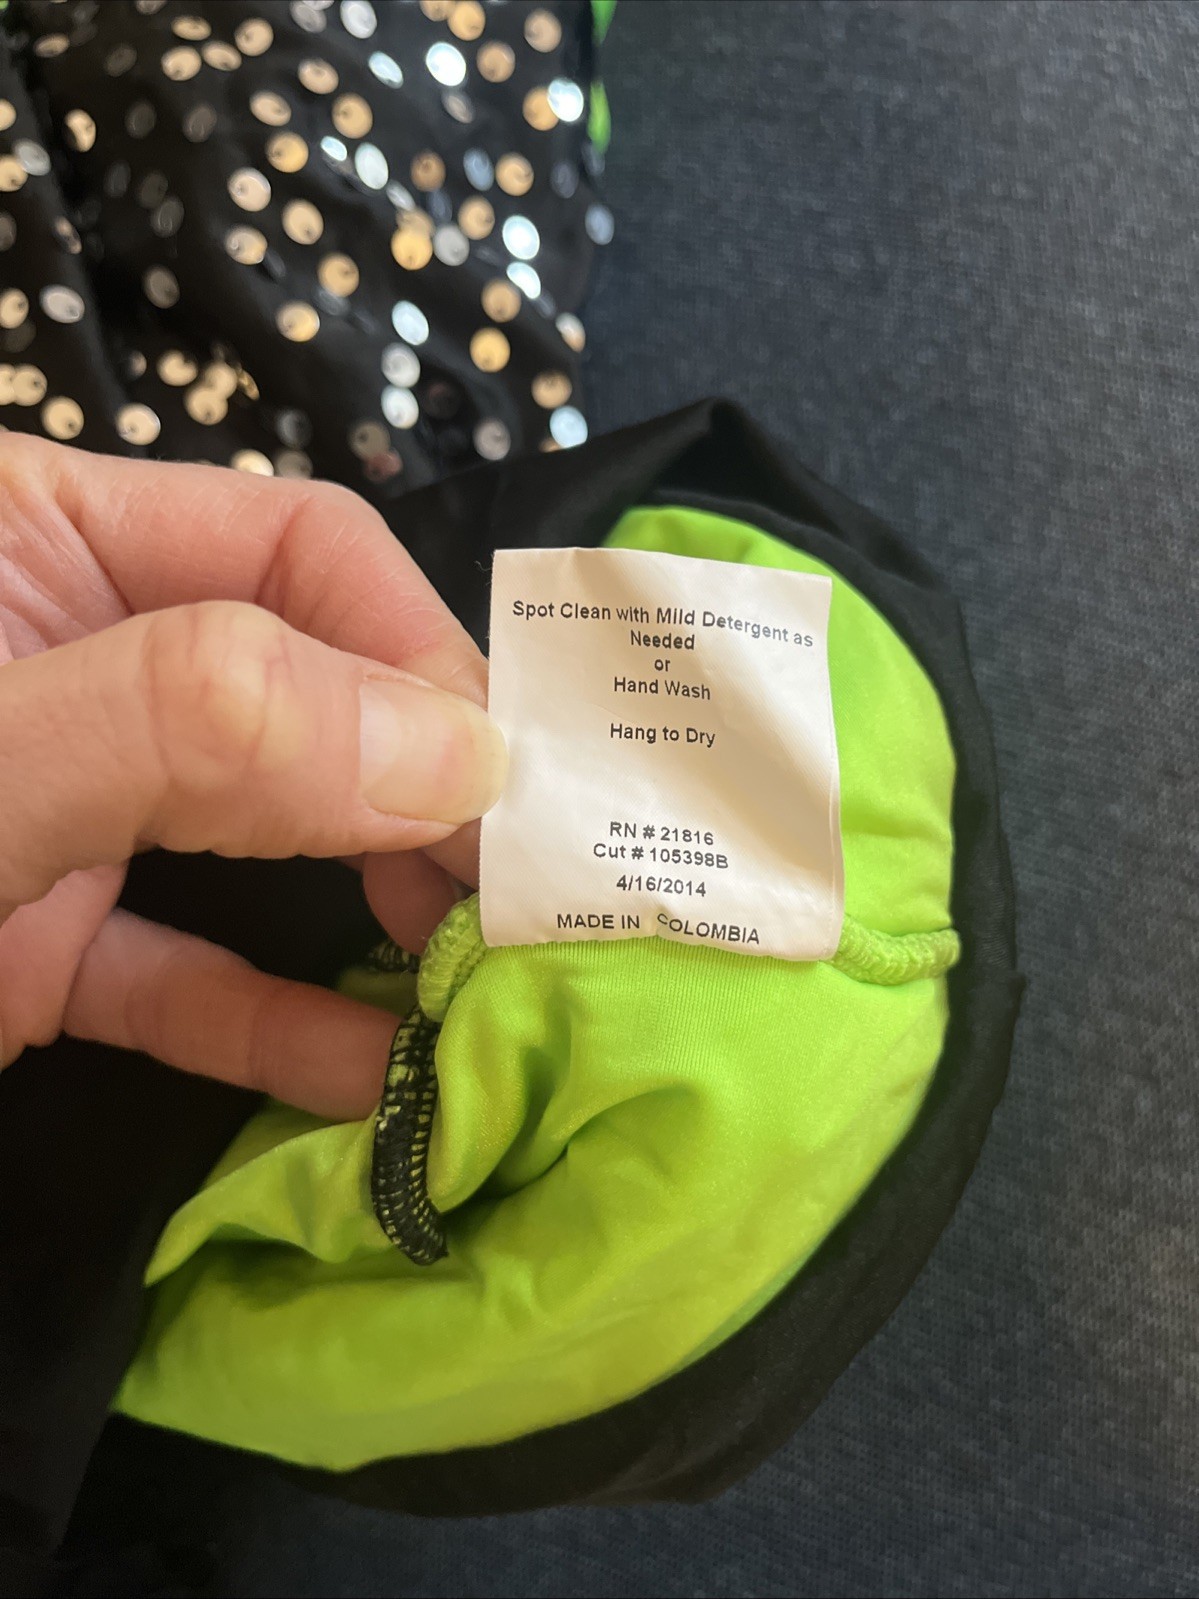 Spot Clean with Mild Detergent as
Needed
or
Hand Wash
Hang to Dry
RN # 21816
Cut # 105398B
4/16/2014
MADE IN COLOMBIA